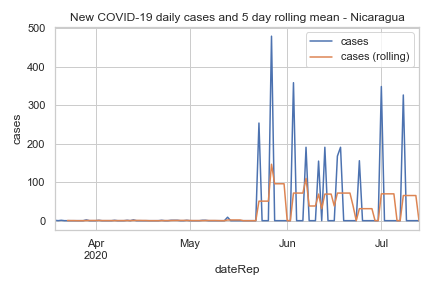 New COVID-19 daily cases and 5 day rolling mean - Nicaragua
cases
cases (rolling)
500
400
300
200
100
0
cases
Apr
2020
May
Jun
Jul
dateRep